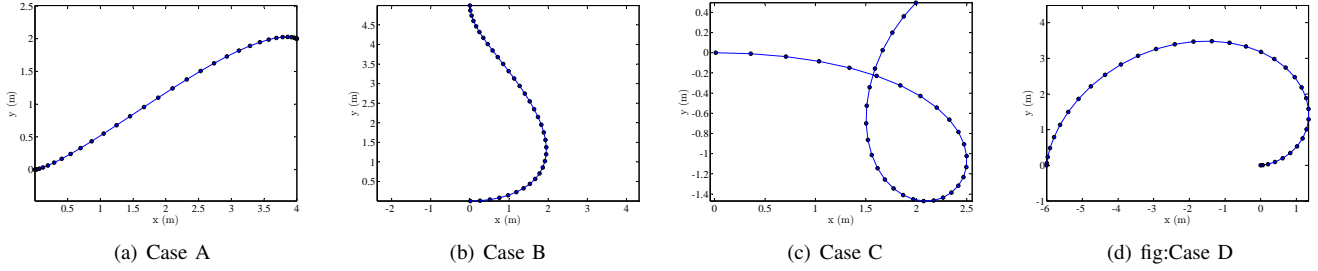 2.5
2
1.5
1
0.5
0
y (m)
0.5 1 1.5 2 2.5 3 3.5 4
x (m)
(a) Case A
4.5
4
3.5
3
2.5
2
1.5
1
0.5
y (m)
-2 -1 0 1 2 3 4
x (m)
(b) Case B
0.4
0.2
0
-0.2
-0.4
-0.6
-0.8
-1
-1.2
-1.4
y (m)
0 0.5 1 1.5 2 2.5
x (m)
(c) Case C
4
3
2
1
0
-1
y (m)
-6 -5 -4 -3 -2 -1 0 1
x (m)
(d) fig:Case D